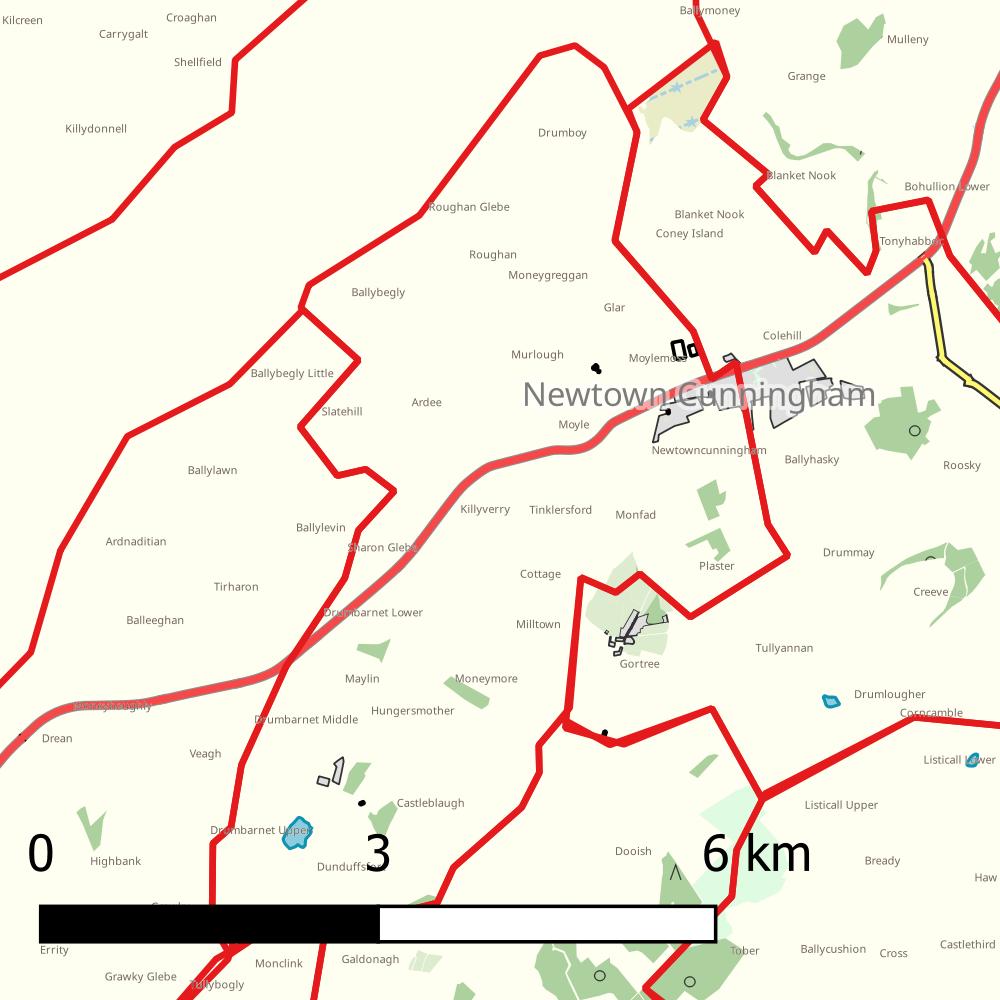 Croaghan
Ballymoney
Kilcreen
Carrygalt
Mulleny
Shellfield
Grange
Killydonnell
Drumboy
Blanket Nook
Bohullion Lower
Roughan Glebe
Blanket Nook
Coney Island
Tonyhabboc
Roughan
Moneygreggan
Ballybegly
Glar
Colehill
Murlough
Moylemore
Ballybegly Little
Newtown Cunningham
Ardee
Slatehill
Moyle
Newtowncunningham
Ballyhasky
Roosky
Ballylawn
Killyverry
Tinklersford
Monfad
Ballylevin
Ardnaditian
Sharon Glebe
Drummay
Plaster
Cottage
Tirharon
Creeve
Drumbarnet Lower
Balleeghan
Milltown
Tullyannan
Gortree
Maylin
Moneymore
Drumlougher
Hungersmother
Corncamble
Drumbarnet Middle
Drean
Veagh
Listicall Lower
Castleblaugh
Listicall Upper
Drumbarnet Upper
0
3
6 km
Dooish
Highbank
Dunduffsfort
Bready
Haw
Errity
Galdonagh
Tober
Ballycushion
Cross
Castlethird
Monclink
Grawky Glebe
Tullybogly